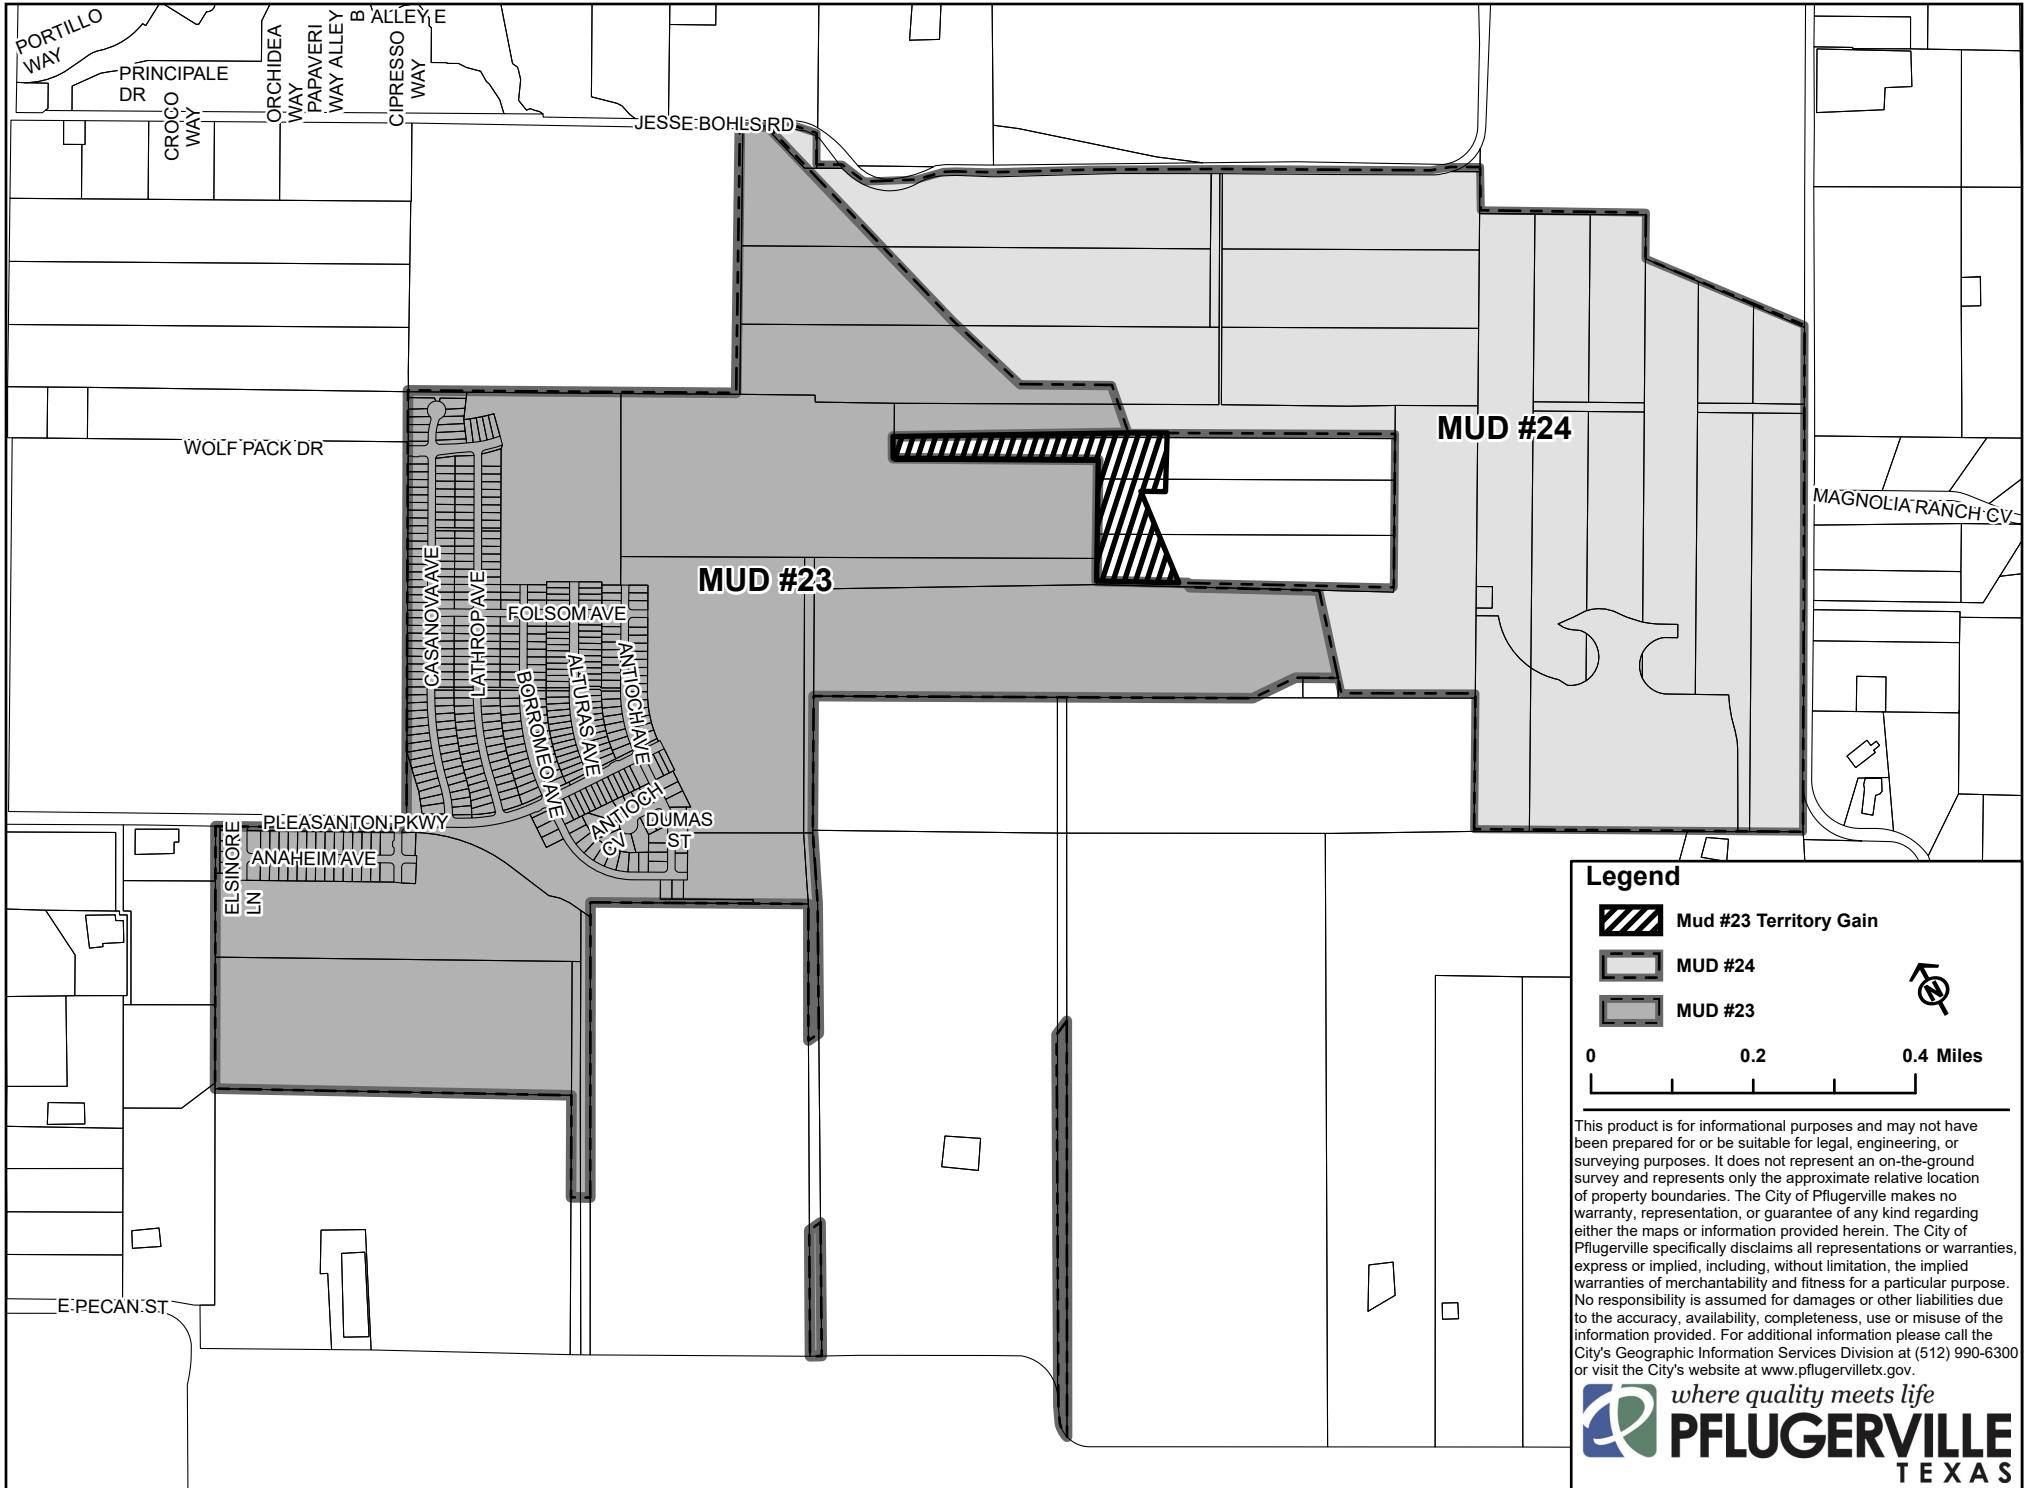 PORTILLO
WAY
PRINCIPALE
DR
CROCO
WAY
ORCHIDEA
WAY
PAPAVERI
WAY ALLEY
B
ALLEY E
CIPRESSO
WAY
JESSE BOHLS RD
WOLF PACK DR
MUD #24
MAGNOLIA RANCH CV
MUD #23
CASANOVA AVE
LATHROP AVE
FOLSOM AVE
BORROMEO AVE
ALTURAS AVE
ANTIOCH AVE
ANTIOCH
CV
DUMAS
ST
PLEASANTON PKWY
ELSINORE
LN
ANAHEIM AVE
E PECAN ST
Legend
Mud #23 Territory Gain
MUD #24
MUD #23
N
0 0.2 0.4 Miles
This product is for informational purposes and may not have
been prepared for or be suitable for legal, engineering, or
surveying purposes. It does not represent an on-the-ground
survey and represents only the approximate relative location
of property boundaries. The City of Pflugerville makes no
warranty, representation, or guarantee of any kind regarding
either the maps or information provided herein. The City of
Pflugerville specifically disclaims all representations or warranties,
express or implied, including, without limitation, the implied
warranties of merchantability and fitness for a particular purpose.
No responsibility is assumed for damages or other liabilities due
to the accuracy, availability, completeness, use or misuse of the
information provided. For additional information please call the
City's Geographic Information Services Division at (512) 990-6300
or visit the City's website at www.pflugervilletx.gov.
where quality meets life
PFLUGERVILLE
TEXAS